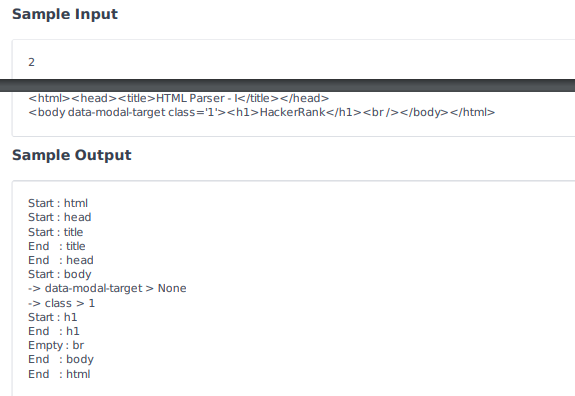 Sample Input
2
<html><head><title>HTML Parser - I</title></head>
<body data-modal-target class='1'><h1>HackerRank</h1><br /></body></html>
Sample Output
Start : html
Start : head
Start : title
End   : title
End   : head
Start : body
-> data-modal-target > None
-> class > 1
Start : h1
End   : h1
Empty : br
End   : body
End   : html